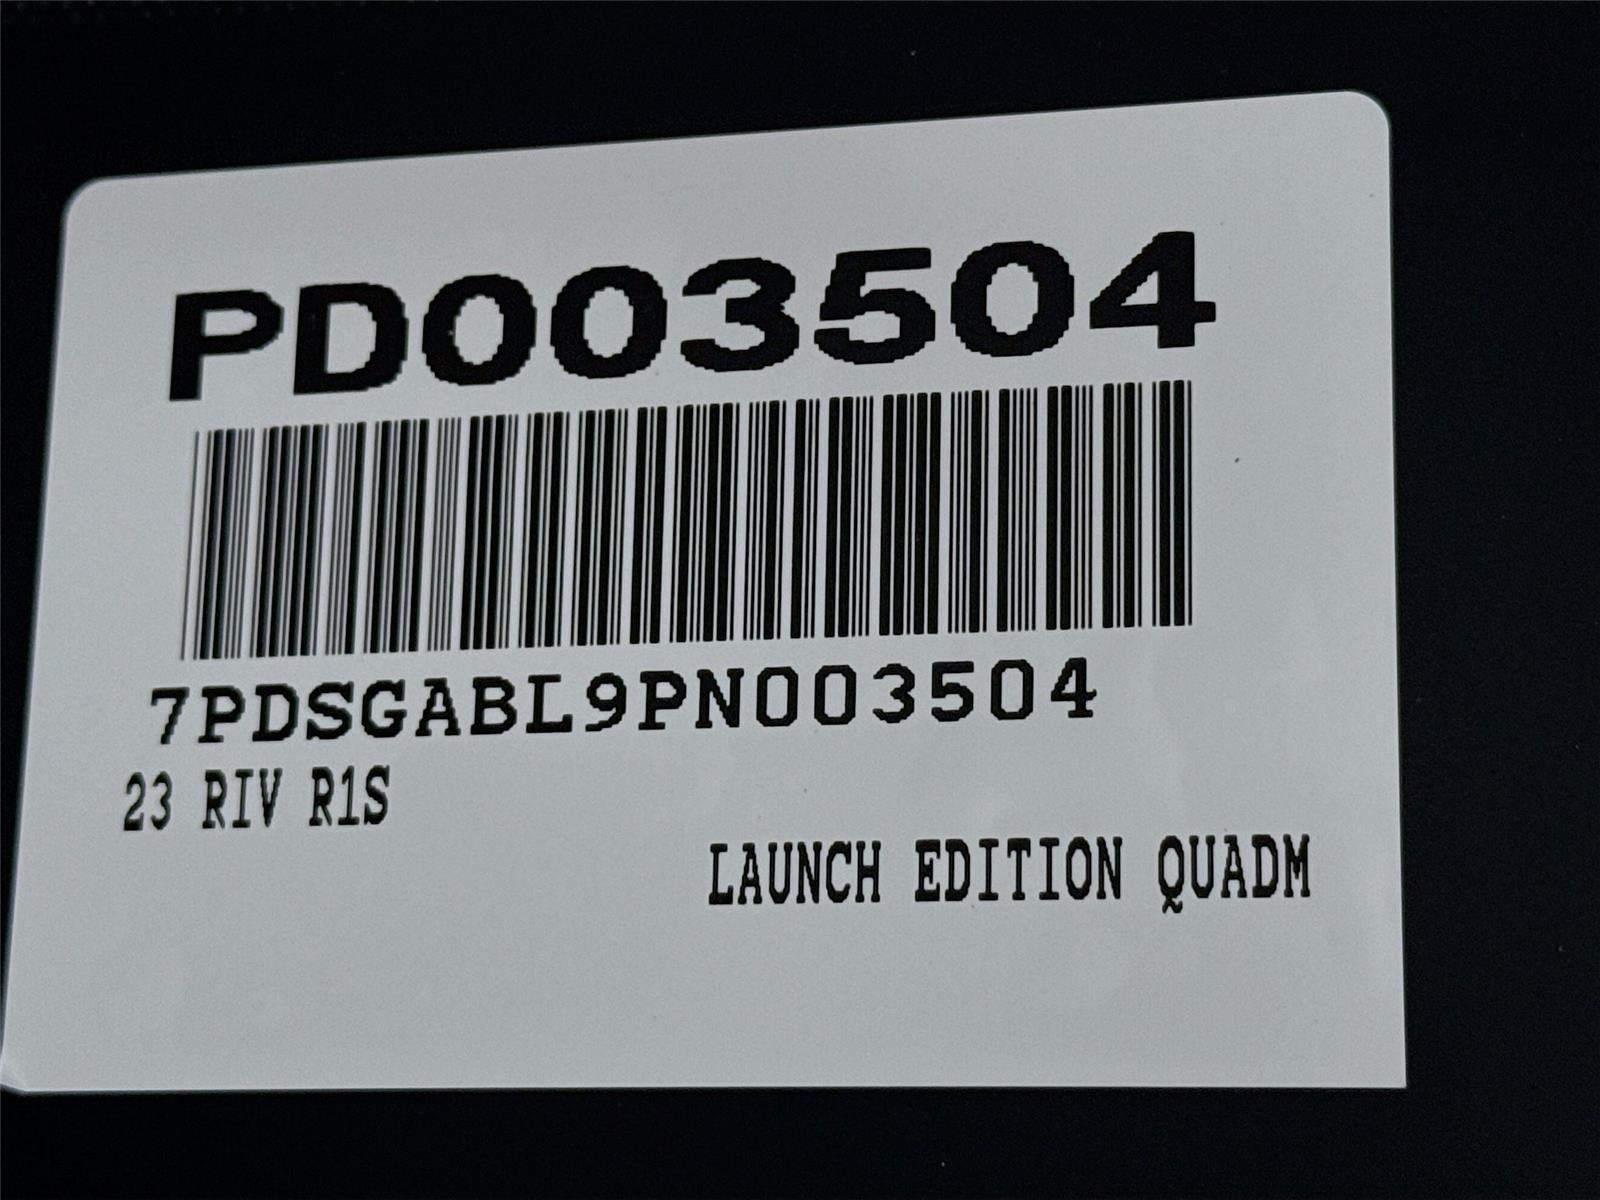 PD003504
7PDSGABL9PN003504
23 RIV R1S
LAUNCH EDITION QUADM